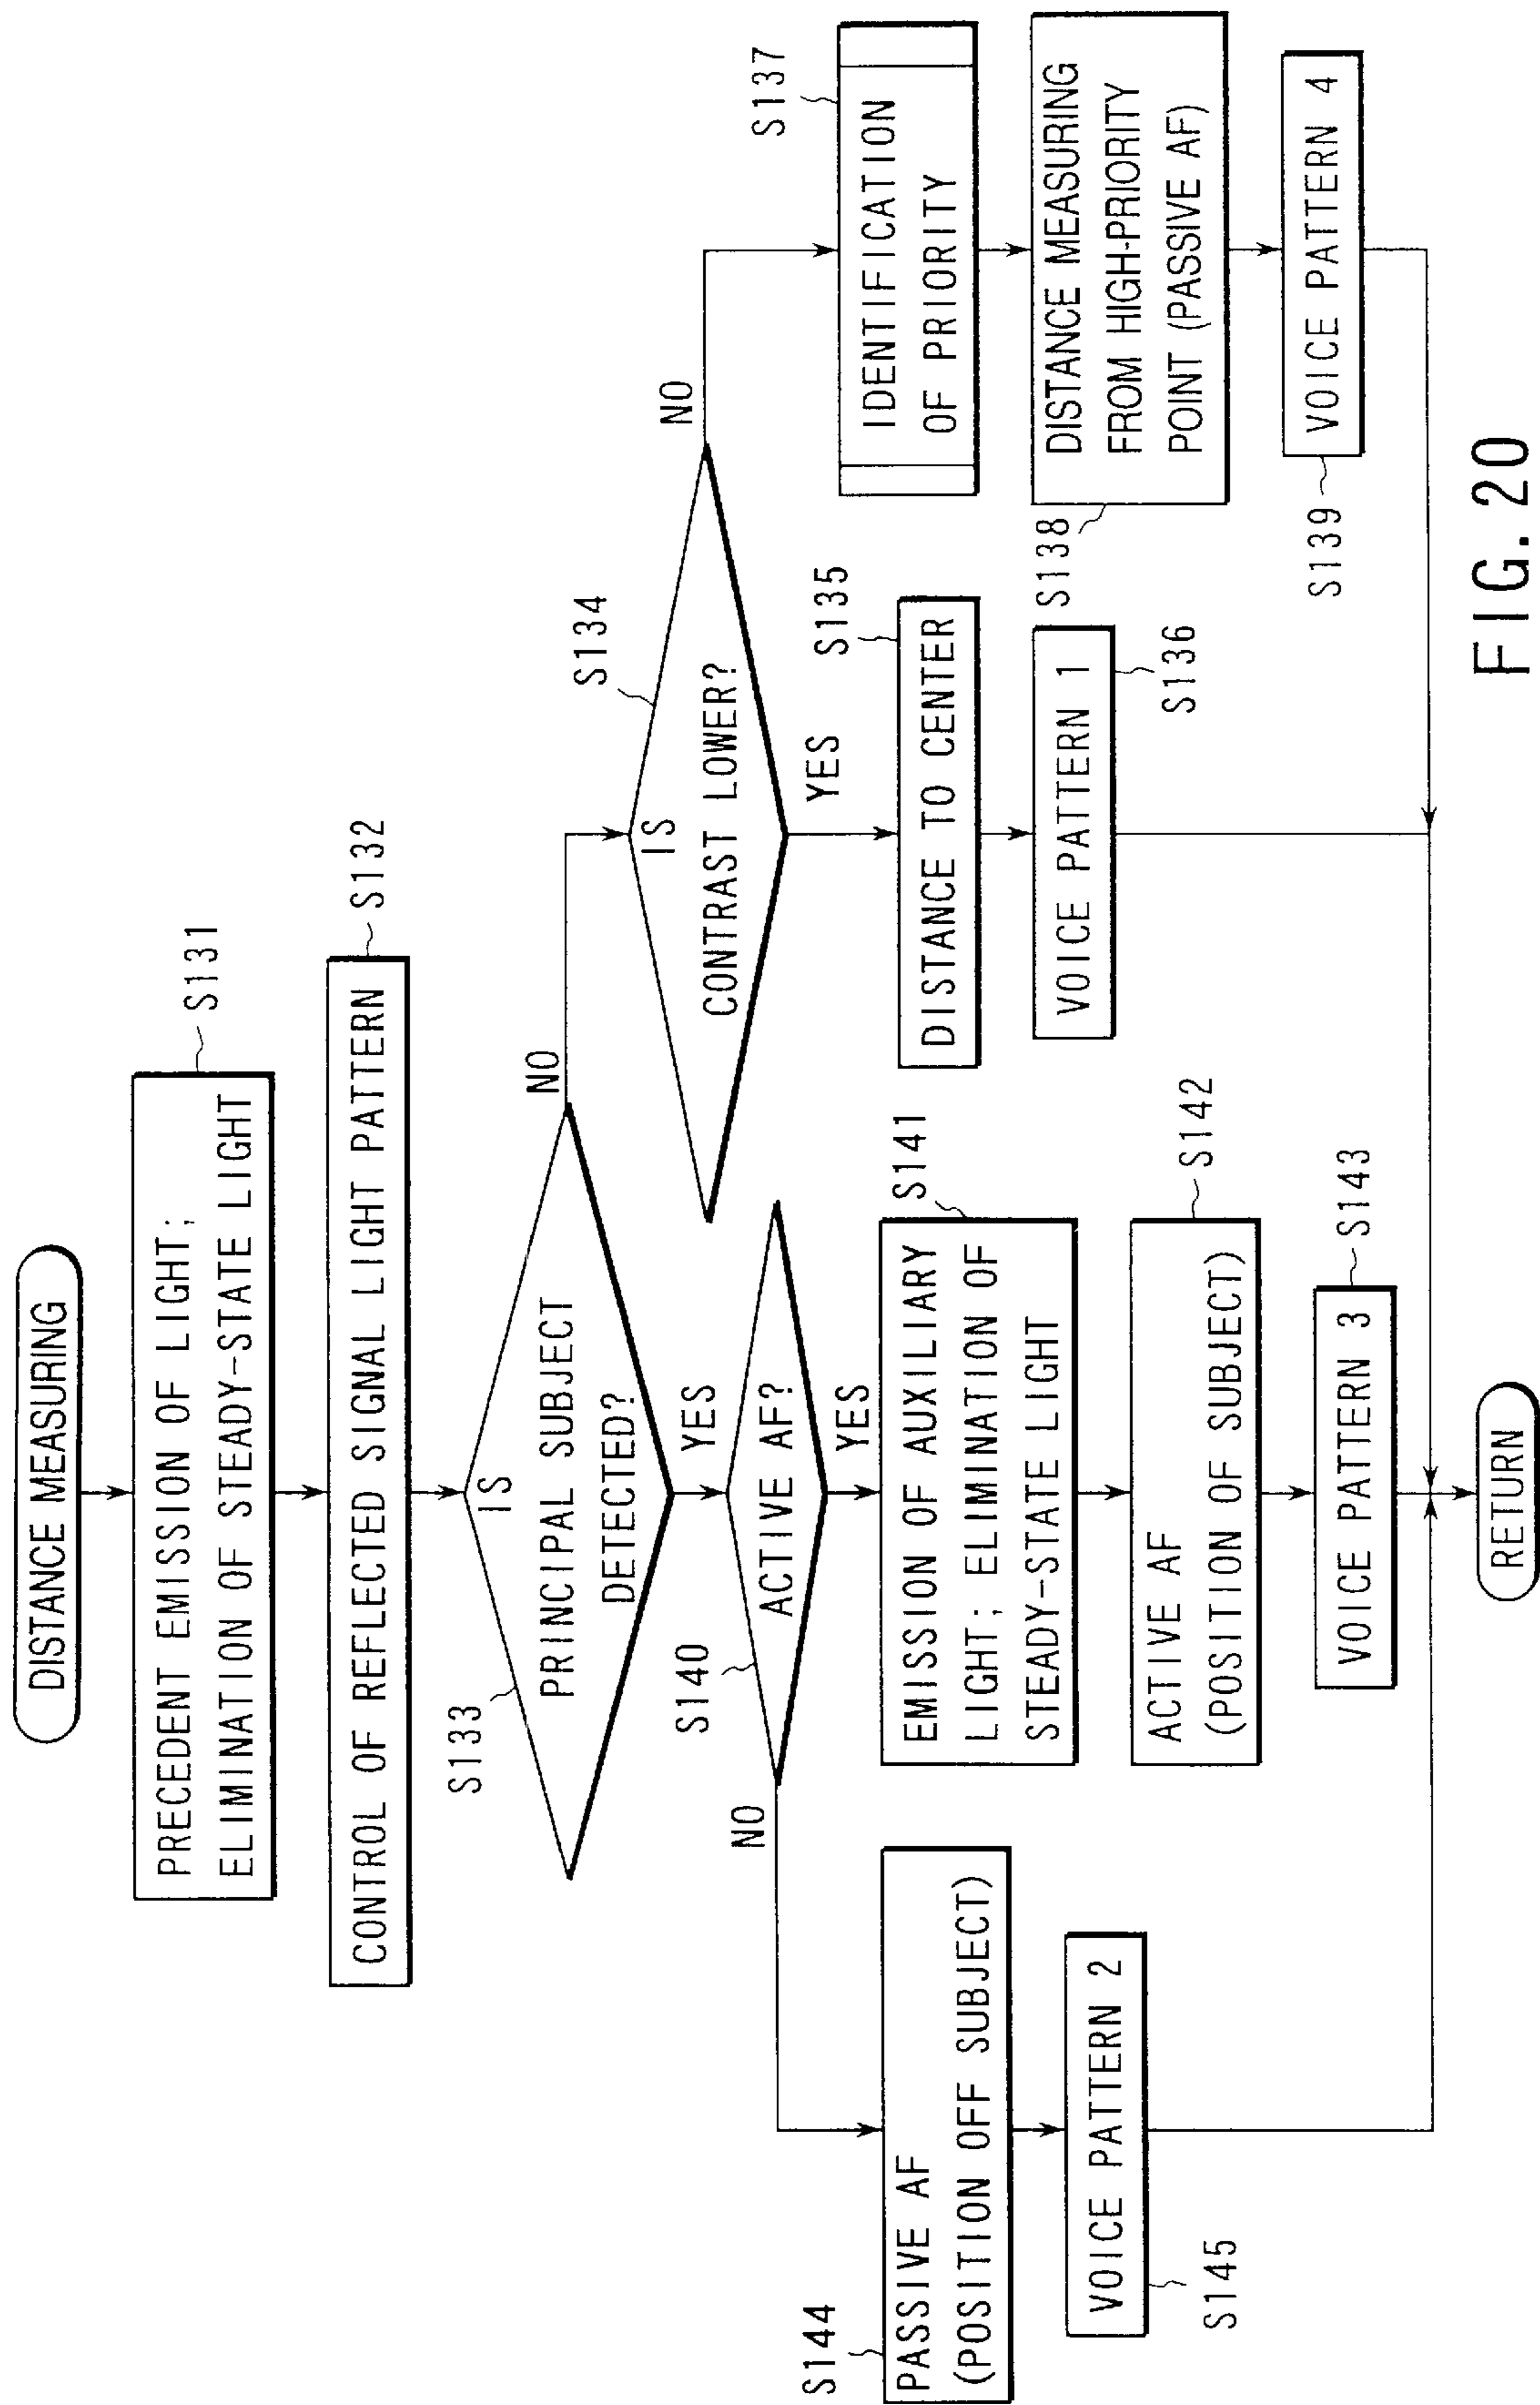 DISTANCE MEASURING
PRECEDENT EMISSION OF LIGHT;
ELIMINATION OF STEADY-STATE LIGHT
S131
CONTROL OF REFLECTED SIGNAL LIGHT PATTERN
S132
S133
IS
PRINCIPAL SUBJECT
DETECTED?
NO
YES
S134
IS
CONTRAST LOWER?
NO
YES
S140
ACTIVE AF?
NO
YES
S144
PASSIVE AF
(POSITION OFF SUBJECT)
VOICE PATTERN 2
S145
EMISSION OF AUXILIARY
LIGHT; ELIMINATION OF
STEADY-STATE LIGHT
S141
ACTIVE AF
(POSITION OF SUBJECT)
S142
VOICE PATTERN 3
S143
DISTANCE TO CENTER
S135
VOICE PATTERN 1
S136
IDENTIFICATION
OF PRIORITY
S137
DISTANCE MEASURING
FROM HIGH-PRIORITY
POINT (PASSIVE AF)
S138
VOICE PATTERN 4
S139
RETURN
FIG. 20